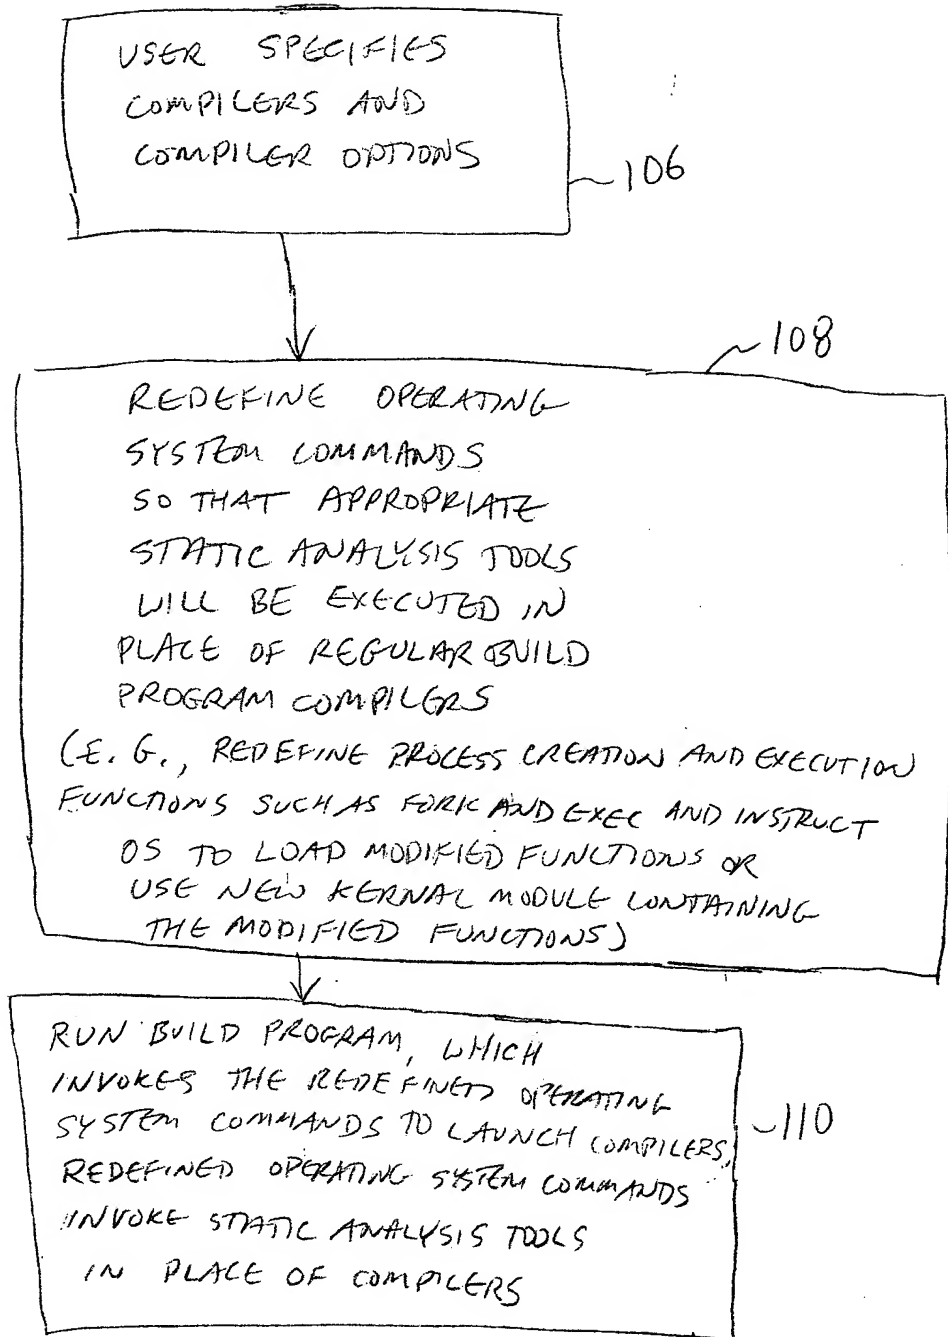 USER SPECIFIES
COMPILERS AND
COMPILER OPTIONS
106
108
REDEFINE OPERATING
SYSTEM COMMANDS
SO THAT APPROPRIATE
STATIC ANALYSIS TOOLS
WILL BE EXECUTED IN
PLACE OF REGULAR BUILD
PROGRAM COMPILERS
(E.G., REDEFINE PROCESS CREATION AND EXECUTION
FUNCTIONS SUCH AS FORK AND EXEC AND INSTRUCT
OS TO LOAD MODIFIED FUNCTIONS OR
USE NEW KERNAL MODULE CONTAINING
THE MODIFIED FUNCTIONS)
RUN BUILD PROGRAM, WHICH
INVOKES THE REDEFINED OPERATING
SYSTEM COMMANDS TO LAUNCH COMPILERS,
REDEFINED OPERATING SYSTEM COMMANDS
INVOKE STATIC ANALYSIS TOOLS
IN PLACE OF COMPILERS
110